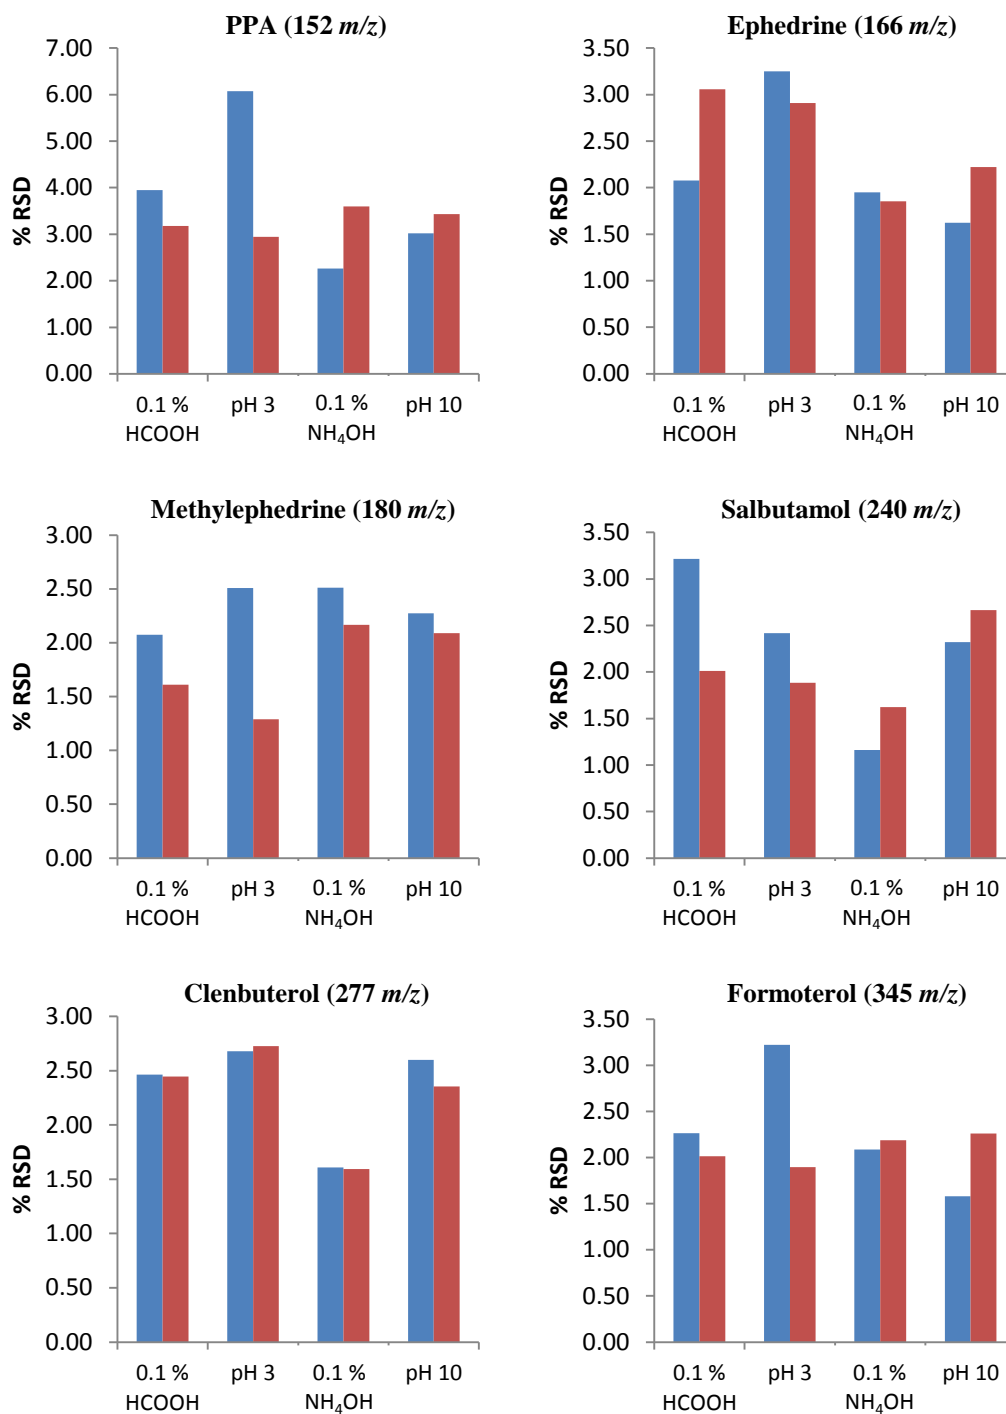 PPA (152 m/z)
7.00
6.00
5.00
4.00
3.00
2.00
1.00
0.00
% RSD
0.1 % HCOOH
pH 3
0.1 % NH₄OH
pH 10
Ephedrine (166 m/z)
3.50
3.00
2.50
2.00
1.50
1.00
0.50
0.00
% RSD
0.1 % HCOOH
pH 3
0.1 % NH₄OH
pH 10
Methylephedrine (180 m/z)
3.00
2.50
2.00
1.50
1.00
0.50
0.00
% RSD
0.1 % HCOOH
pH 3
0.1 % NH₄OH
pH 10
Salbutamol (240 m/z)
3.50
3.00
2.50
2.00
1.50
1.00
0.50
0.00
% RSD
0.1 % HCOOH
pH 3
0.1 % NH₄OH
pH 10
Clenbuterol (277 m/z)
3.00
2.50
2.00
1.50
1.00
0.50
0.00
% RSD
0.1 % HCOOH
pH 3
0.1 % NH₄OH
pH 10
Formoterol (345 m/z)
3.50
3.00
2.50
2.00
1.50
1.00
0.50
0.00
% RSD
0.1 % HCOOH
pH 3
0.1 % NH₄OH
pH 10